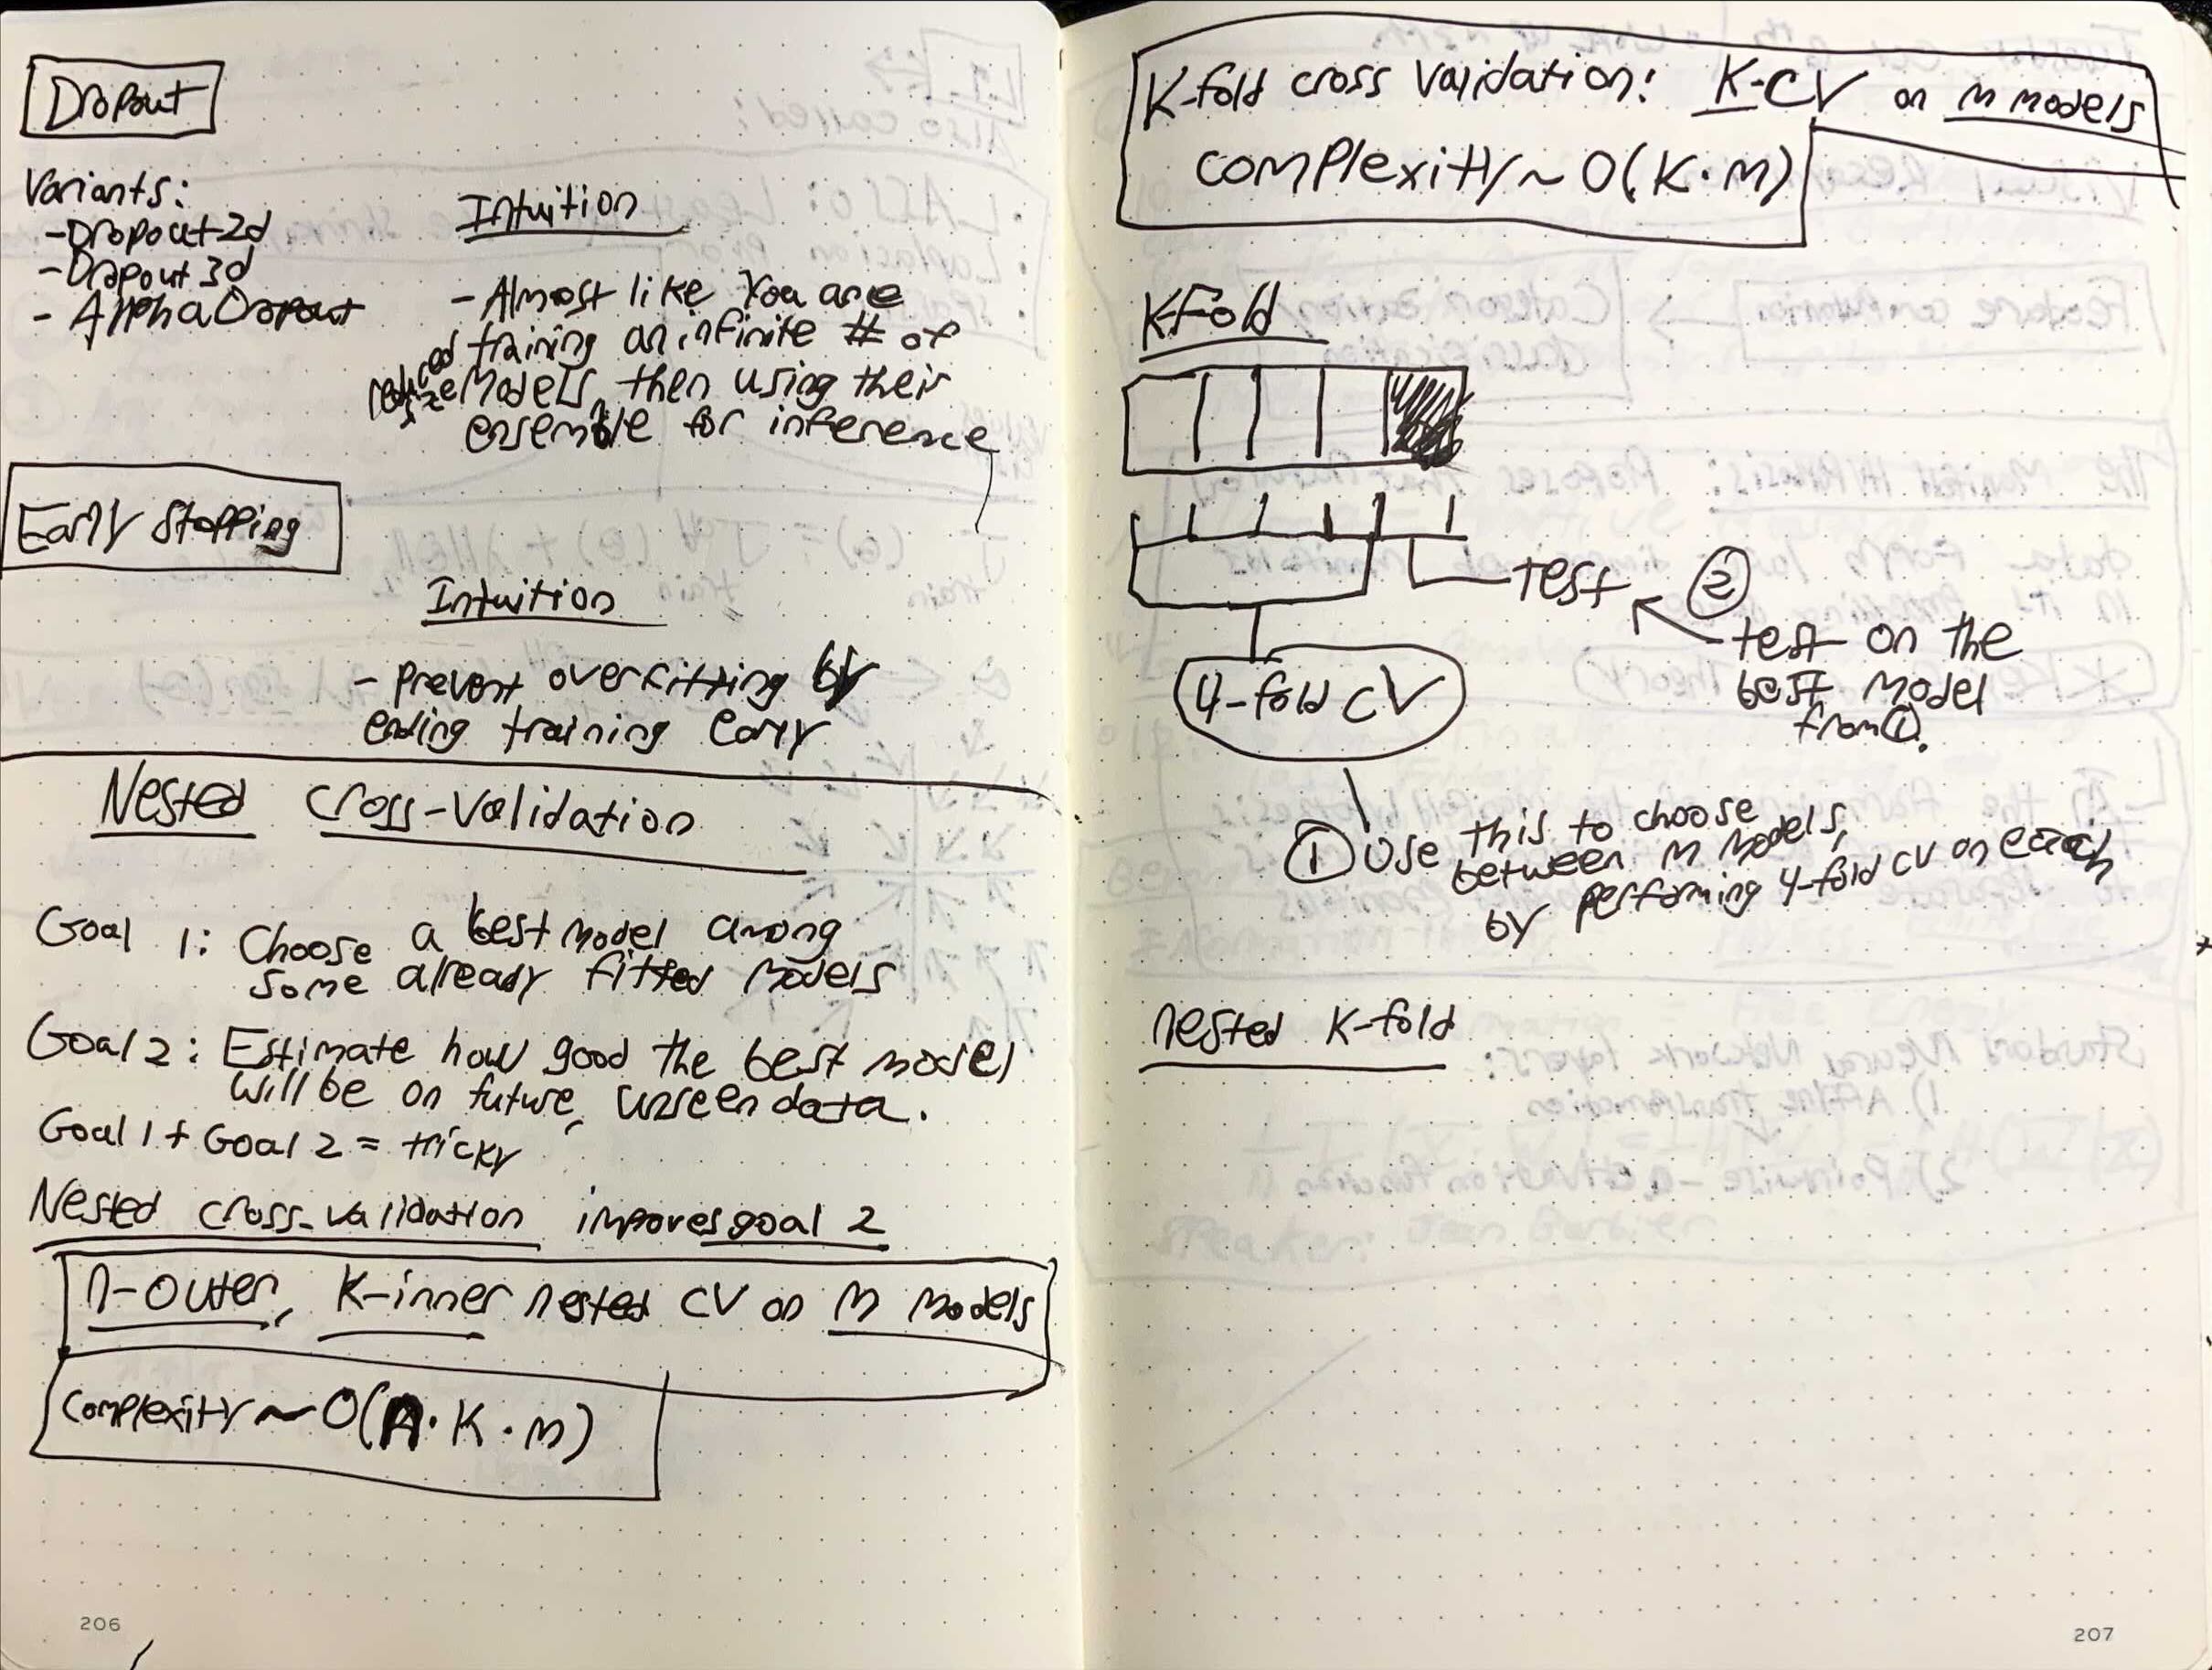 Dropout
Variants:
-Dropout2d
-Dropout3d
- AlphaDropout
Intuition
- Almost like you are
training an infinite # of
reduced size models, then using their
ensemble for inference
Early Stopping
Intuition
- prevent overfitting by
ending training early
Nested cross-validation
Goal 1: Choose a best model among
some already fitted models
Goal 2: Estimate how good the best model
will be on future, unseen data.
Goal 1 + Goal 2 = tricky
Nested cross-validation improves goal 2
n-outer, K-inner nested CV on M models
Complexity ~ O(n·K·M)
206
K-fold cross validation: K-CV on M models
complexity ~ O(K·M)
K-Fold
test
②
- test on the
best model
from ①.
4-fold CV
① Use this to choose
between M models,
by performing 4-fold CV on each
nested K-fold
207